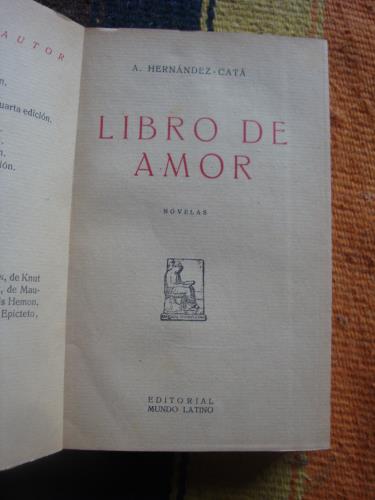 AUTOR
n.
uarta edición.
n.
ión.
n, de Knut
, de Mau-
is Hemon,
Epicteto,
A. HERNÁNDEZ-CATÁ
LIBRO DE
AMOR
NOVELAS
EDITORIAL
MUNDO LATINO